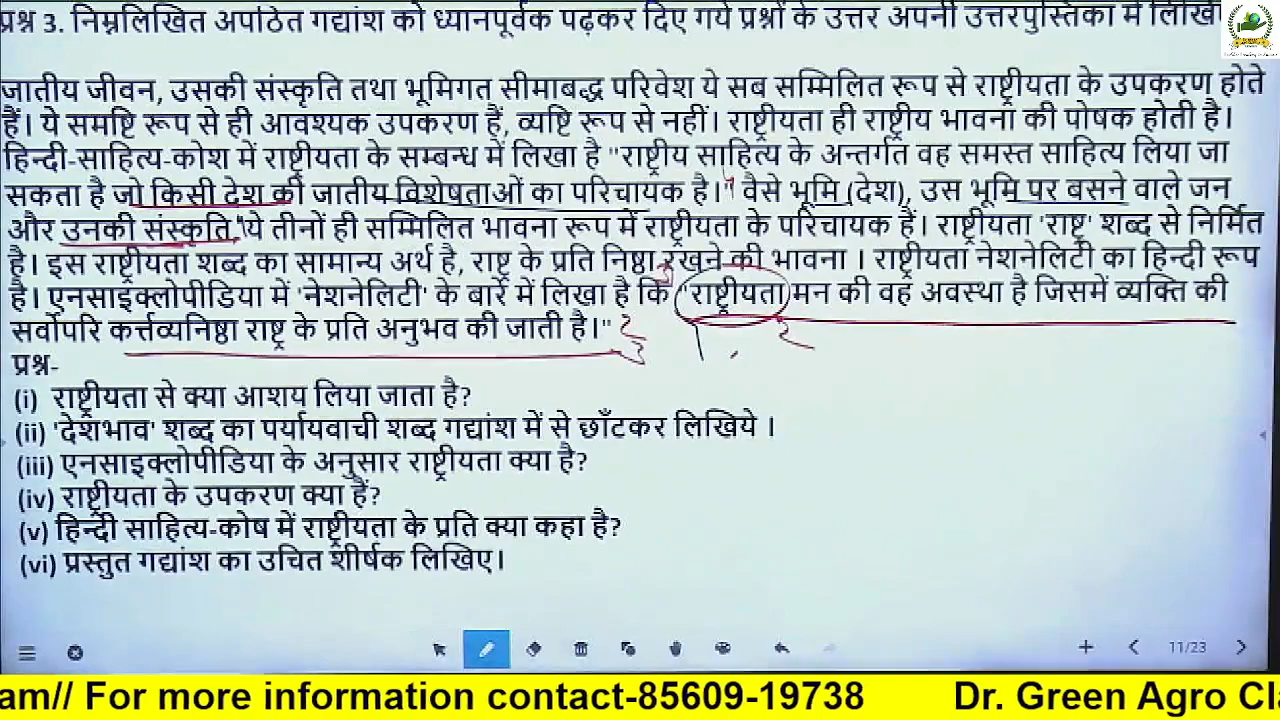 प्रश्न 3. निम्नलिखित अपठित गद्यांश को ध्यानपूर्वक पढ़कर दिए गये प्रश्नों के उत्तर अपनी उत्तरपुस्तिका में
जातीय जीवन, उसकी संस्कृति तथा भूमिगत सीमाबद्ध परिवेश ये सब सम्मिलित रूप से राष्ट्रीयता के उपकरण होते
हैं। ये समष्टि रूप से ही आवश्यक उपकरण हैं, व्यष्टि रूप से नहीं। राष्ट्रीयता ही राष्ट्रीय भावना की पोषक होती है।
हिन्दी-साहित्य-कोश में राष्ट्रीयता के सम्बन्ध में लिखा है "राष्ट्रीय साहित्य के अन्तर्गत वह समस्त साहित्य लिया जा
सकता है जो किसी देश की जातीय विशेषताओं का परिचायक है।" वैसे भूमि (देश), उस भूमि पर बसने वाले जन
और उनकी संस्कृति, ये तीनों ही सम्मिलित भावना रूप में राष्ट्रीयता के परिचायक हैं। राष्ट्रीयता 'राष्ट्र' शब्द से निर्मित
है। इस राष्ट्रीयता शब्द का सामान्य अर्थ है, राष्ट्र के प्रति निष्ठा रखने की भावना । राष्ट्रीयता नेशनेलिटी का हिन्दी रूप
है। एनसाइक्लोपीडिया में 'नेशनेलिटी' के बारे में लिखा है कि "राष्ट्रीयता मन की वह अवस्था है जिसमें व्यक्ति की
सर्वोपरि कर्त्तव्यनिष्ठा राष्ट्र के प्रति अनुभव की जाती है।"
प्रश्न-
(i) राष्ट्रीयता से क्या आशय लिया जाता है?
(ii) 'देशभाव' शब्द का पर्यायवाची शब्द गद्यांश में से छाँटकर लिखिये ।
(iii) एनसाइक्लोपीडिया के अनुसार राष्ट्रीयता क्या है?
(iv) राष्ट्रीयता के उपकरण क्या हैं?
(v) हिन्दी साहित्य-कोष में राष्ट्रीयता के प्रति क्या कहा है?
(vi) प्रस्तुत गद्यांश का उचित शीर्षक लिखिए।
11/23
am// For more information contact-85609-19738 Dr. Green Agro Cla